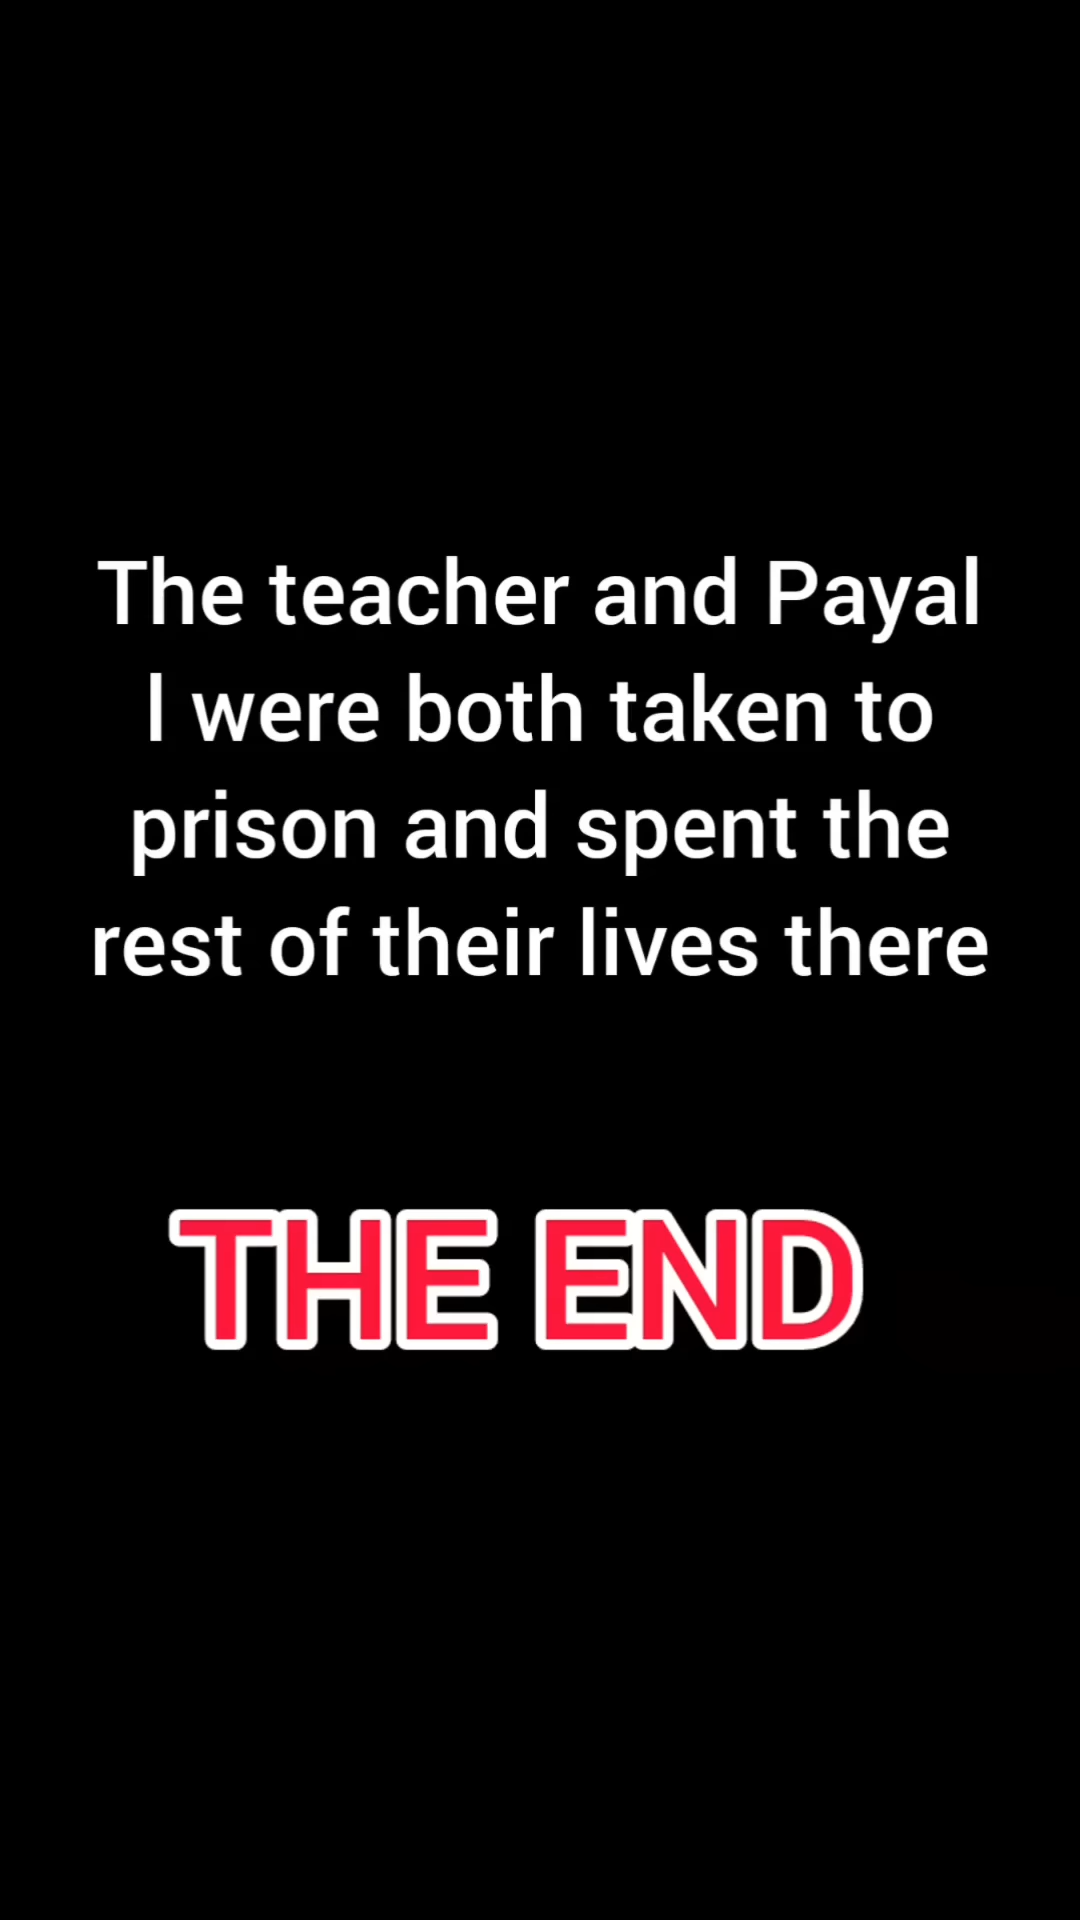 The teacher and Payal
l were both taken to
prison and spent the
rest of their lives there
THE END